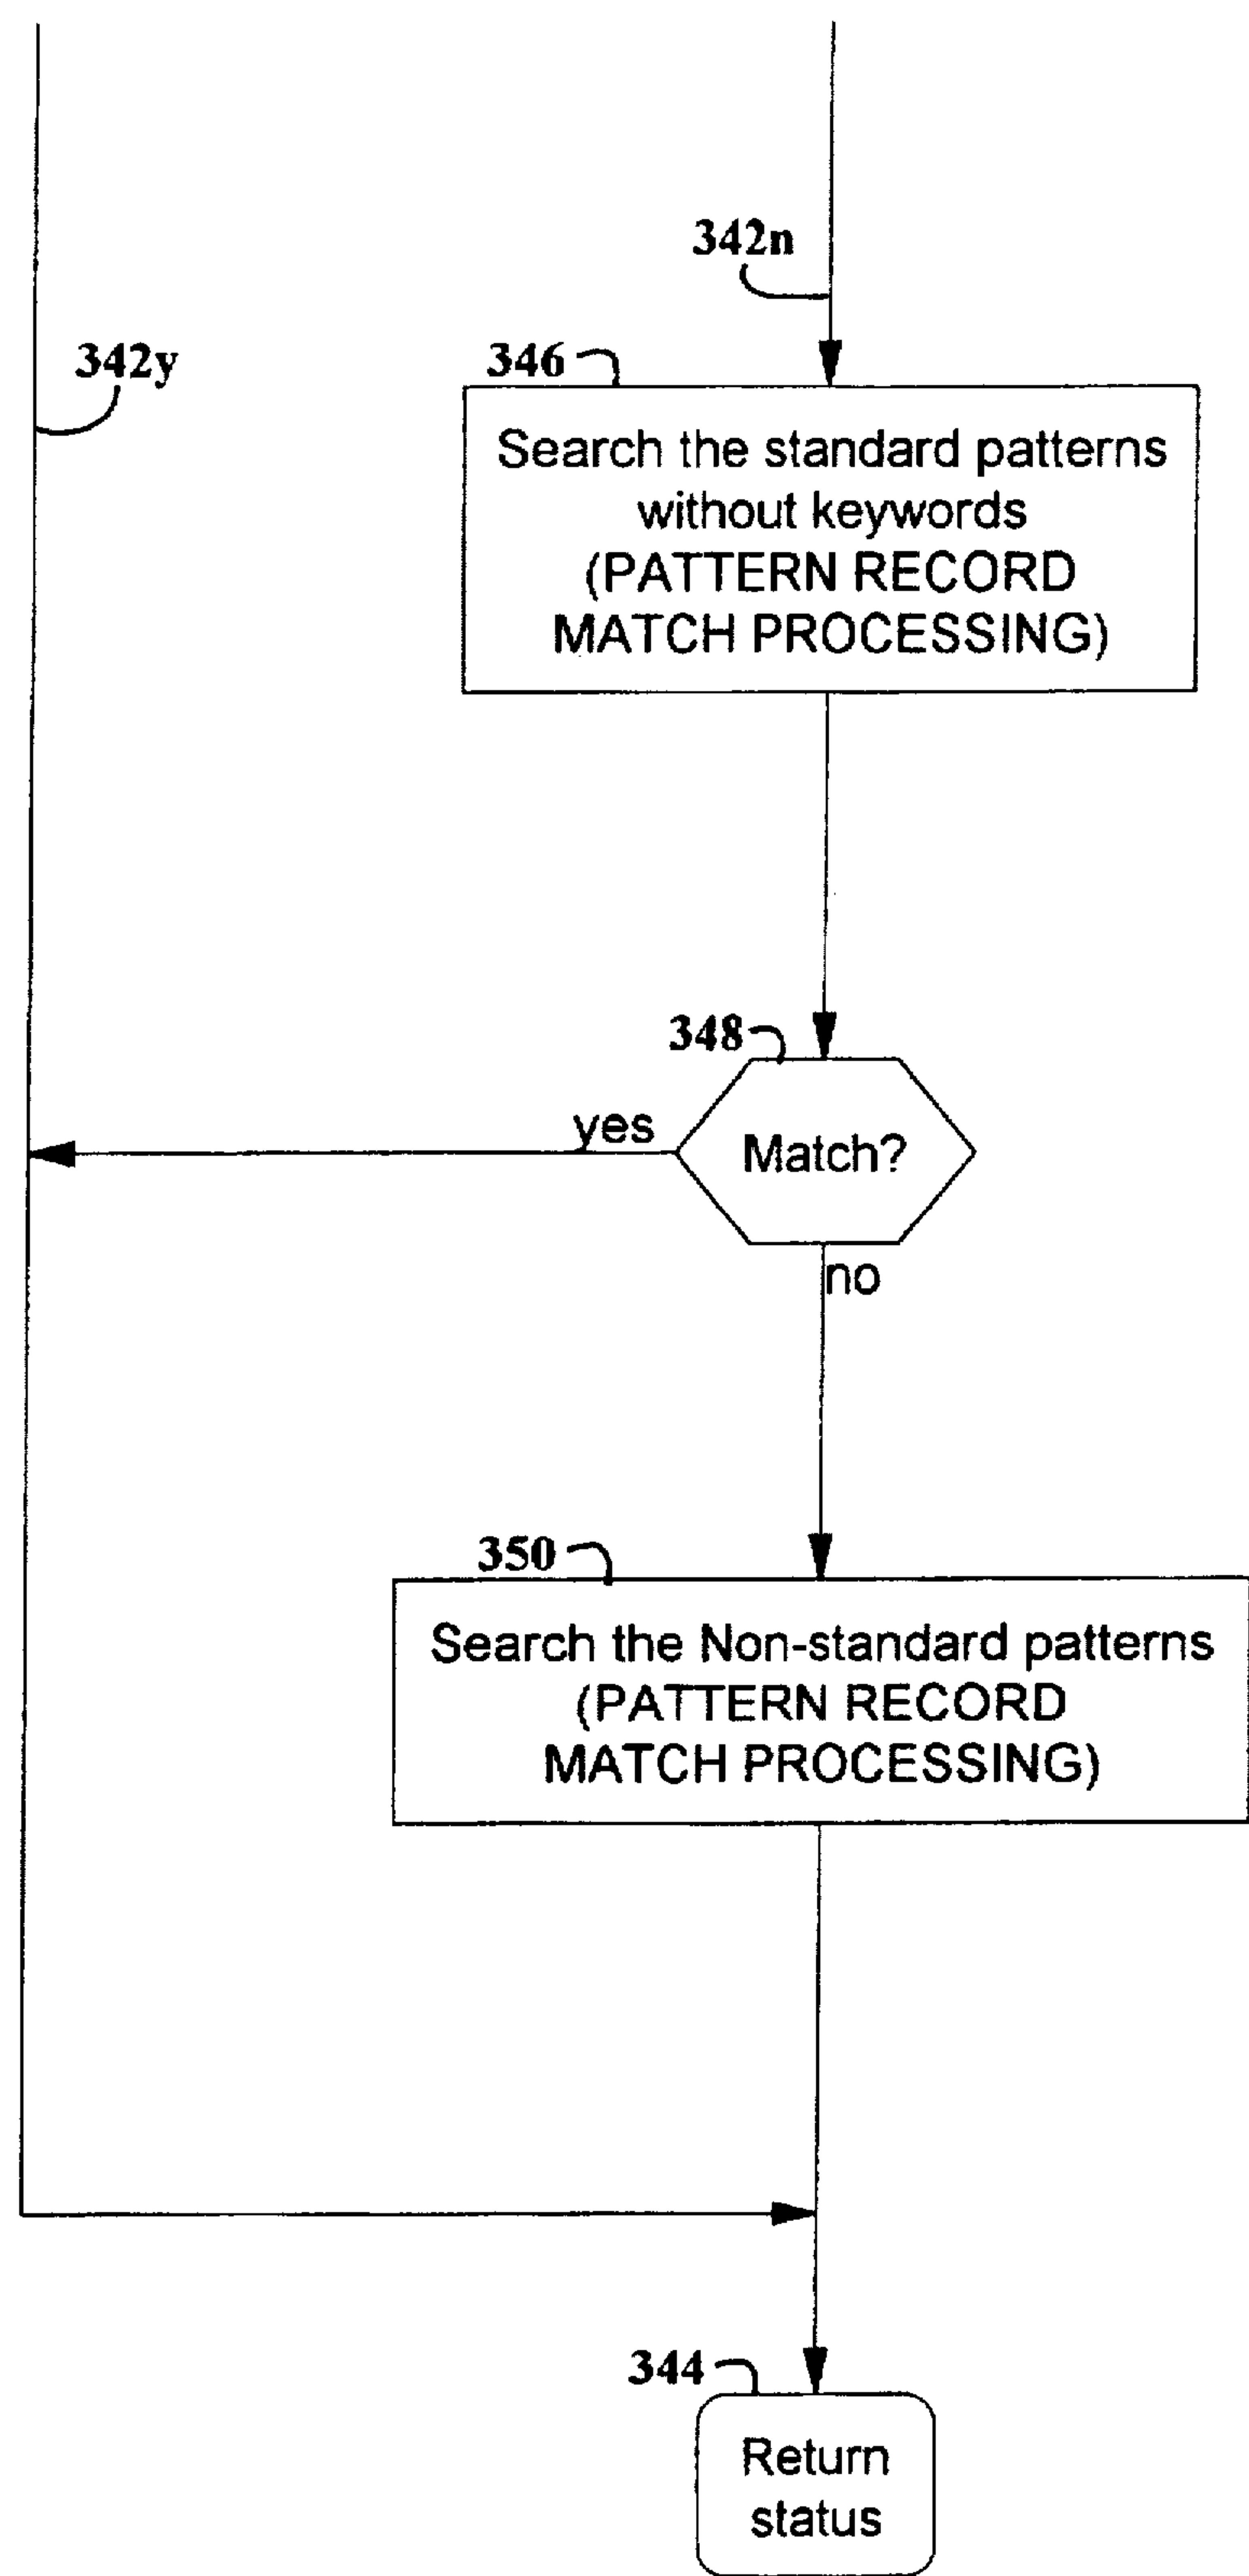 342n
342y
346
Search the standard patterns
without keywords
(PATTERN RECORD
MATCH PROCESSING)
348
yes
Match?
no
350
Search the Non-standard patterns
(PATTERN RECORD
MATCH PROCESSING)
344
Return
status